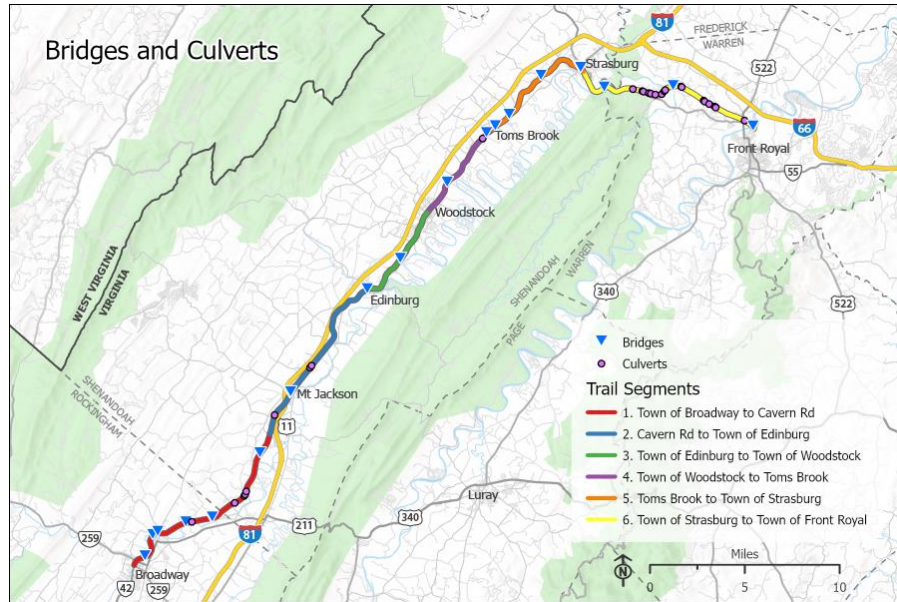 Bridges and Culverts
81
FREDERICK
WARREN
522
Strasburg
66
Toms Brook
Front Royal
55
Woodstock
WEST VIRGINIA
VIRGINIA
SHENANDOAH
WARREN
PAGE
340
522
Edinburg
Bridges
Culverts
Trail Segments
1. Town of Broadway to Cavern Rd
2. Cavern Rd to Town of Edinburg
3. Town of Edinburg to Town of Woodstock
4. Town of Woodstock to Toms Brook
5. Toms Brook to Town of Strasburg
6. Town of Strasburg to Town of Front Royal
SHENANDOAH
ROCKINGHAM
Mt Jackson
11
Luray
211
340
81
259
Broadway
42
259
N
Miles
0
5
10